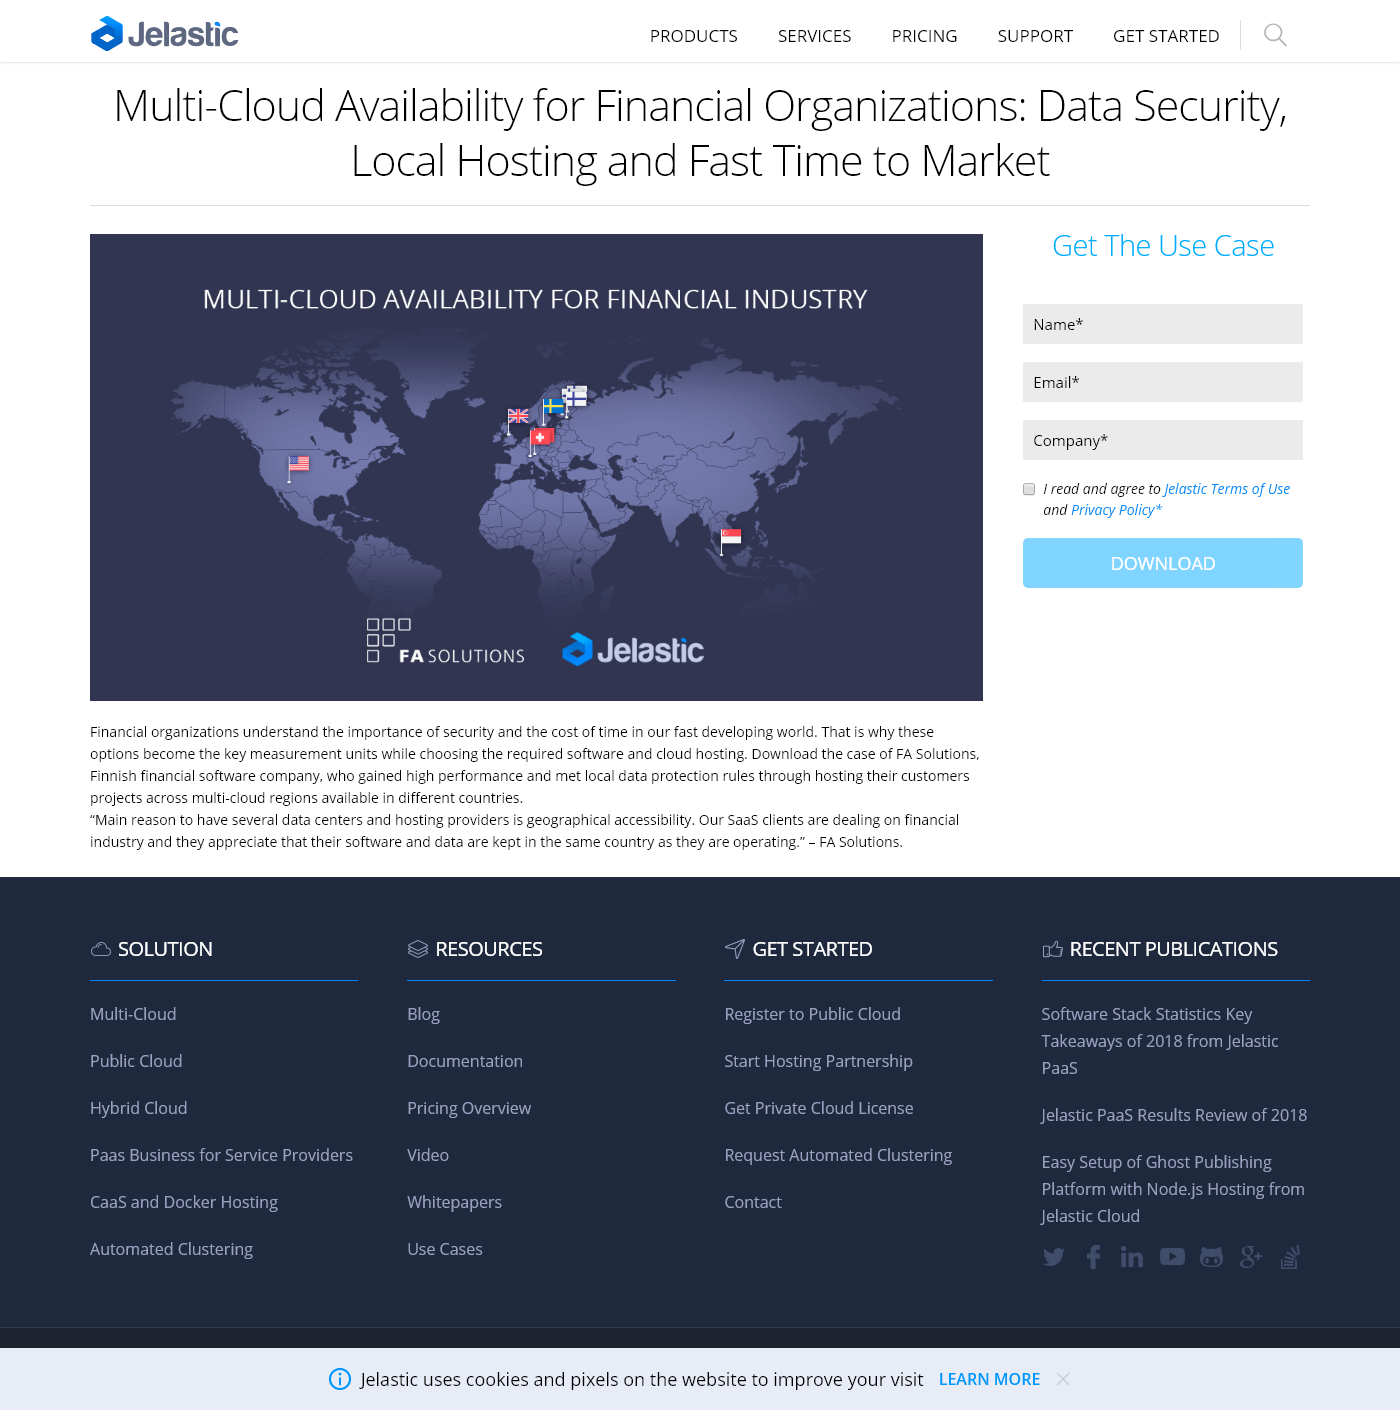 Jelastic
PRODUCTS
SERVICES
PRICING
SUPPORT
GET STARTED
Multi-Cloud Availability for Financial Organizations: Data Security,
Local Hosting and Fast Time to Market
MULTI-CLOUD AVAILABILITY FOR FINANCIAL INDUSTRY
FA SOLUTIONS
Jelastic
Get The Use Case
Name*
Email*
Company*
I read and agree to Jelastic Terms of Use
and Privacy Policy*
DOWNLOAD
Financial organizations understand the importance of security and the cost of time in our fast developing world. That is why these
options become the key measurement units while choosing the required software and cloud hosting. Download the case of FA Solutions,
Finnish financial software company, who gained high performance and met local data protection rules through hosting their customers
projects across multi-cloud regions available in different countries.
“Main reason to have several data centers and hosting providers is geographical accessibility. Our SaaS clients are dealing on financial
industry and they appreciate that their software and data are kept in the same country as they are operating.” – FA Solutions.
SOLUTION
Multi-Cloud
Public Cloud
Hybrid Cloud
Paas Business for Service Providers
CaaS and Docker Hosting
Automated Clustering
RESOURCES
Blog
Documentation
Pricing Overview
Video
Whitepapers
Use Cases
GET STARTED
Register to Public Cloud
Start Hosting Partnership
Get Private Cloud License
Request Automated Clustering
Contact
RECENT PUBLICATIONS
Software Stack Statistics Key
Takeaways of 2018 from Jelastic
PaaS
Jelastic PaaS Results Review of 2018
Easy Setup of Ghost Publishing
Platform with Node.js Hosting from
Jelastic Cloud
Jelastic uses cookies and pixels on the website to improve your visit LEARN MORE